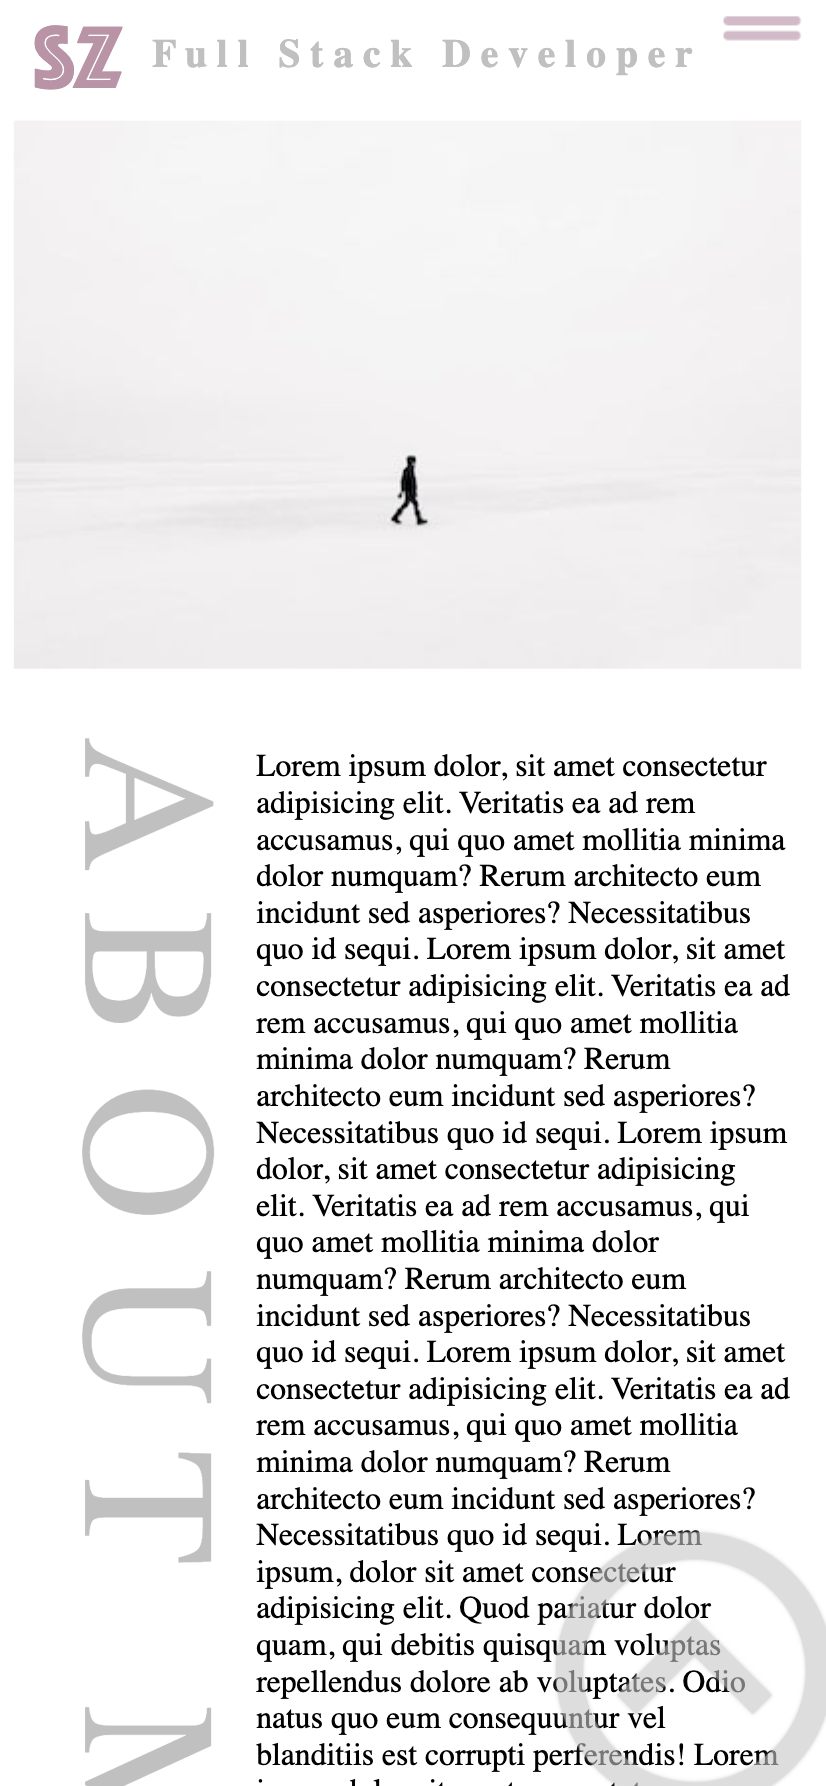 SZ Full Stack Developer
ABOUT
Lorem ipsum dolor, sit amet consectetur
adipisicing elit. Veritatis ea ad rem
accusamus, qui quo amet mollitia minima
dolor numquam? Rerum architecto eum
incidunt sed asperiores? Necessitatibus
quo id sequi. Lorem ipsum dolor, sit amet
consectetur adipisicing elit. Veritatis ea ad
rem accusamus, qui quo amet mollitia
minima dolor numquam? Rerum
architecto eum incidunt sed asperiores?
Necessitatibus quo id sequi. Lorem ipsum
dolor, sit amet consectetur adipisicing
elit. Veritatis ea ad rem accusamus, qui
quo amet mollitia minima dolor
numquam? Rerum architecto eum
incidunt sed asperiores? Necessitatibus
quo id sequi. Lorem ipsum dolor, sit amet
consectetur adipisicing elit. Veritatis ea ad
rem accusamus, qui quo amet mollitia
minima dolor numquam? Rerum
architecto eum incidunt sed asperiores?
Necessitatibus quo id sequi. Lorem
ipsum, dolor sit amet consectetur
adipisicing elit. Quod pariatur dolor
quam, qui debitis quisquam voluptas
repellendus dolore ab voluptates. Odio
natus quo eum consequuntur vel
blanditiis est corrupti perferendis! Lorem